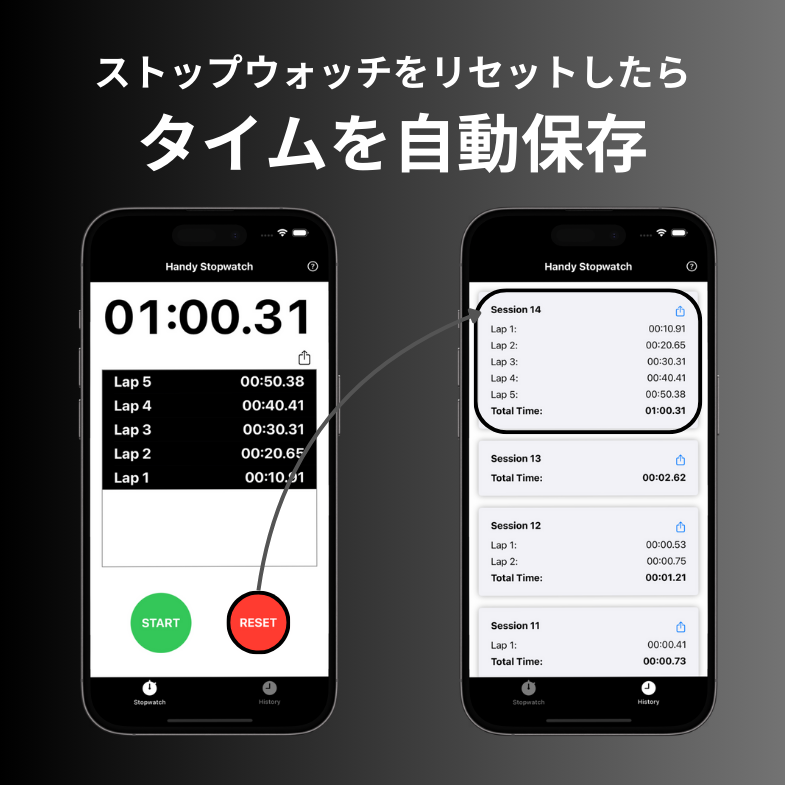 ストップウォッチをリセットしたら
タイムを自動保存
Handy Stopwatch
?
01:00.31
Lap 5 00:50.38
Lap 4 00:40.41
Lap 3 00:30.31
Lap 2 00:20.65
Lap 1 00:10.91
START
RESET
Stopwatch
History
Handy Stopwatch
?
Session 14
Lap 1: 00:10.91
Lap 2: 00:20.65
Lap 3: 00:30.31
Lap 4: 00:40.41
Lap 5: 00:50.38
Total Time: 01:00.31
Session 13
Total Time: 00:02.62
Session 12
Lap 1: 00:00.53
Lap 2: 00:00.75
Total Time: 00:01.21
Session 11
Lap 1: 00:00.41
Total Time: 00:00.73
Stopwatch
History